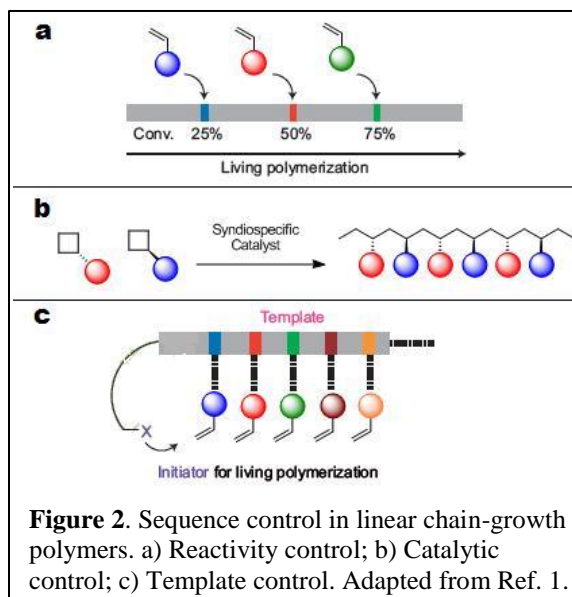 a
Conv. 25% 50% 75%
Living polymerization
b
Syndiospecific
Catalyst
c
Template
X
Initiator for living polymerization
Figure 2. Sequence control in linear chain-growth
polymers. a) Reactivity control; b) Catalytic
control; c) Template control. Adapted from Ref. 1.